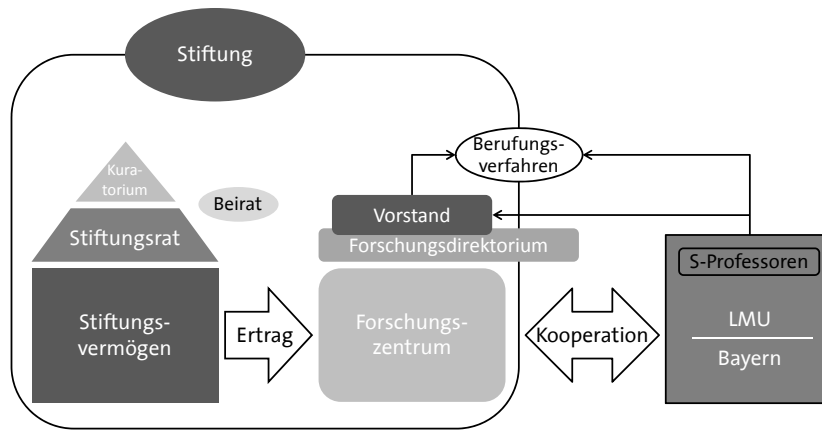 Stiftung
Berufungs-
verfahren
Kura-
torium
Beirat
Vorstand
Stiftungsrat
Forschungsdirektorium
S-Professoren
Stiftungs-
vermögen
Ertrag
Forschungs-
zentrum
Kooperation
LMU
Bayern